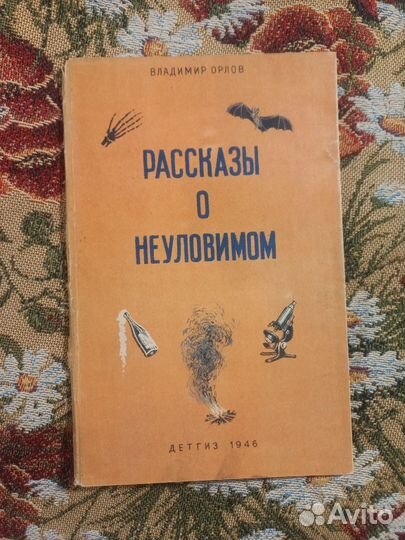 ВЛАДИМИР ОРЛОВ
РАССКАЗЫ
О
НЕУЛОВИМОМ
ДЕТГИЗ 1946
Avito